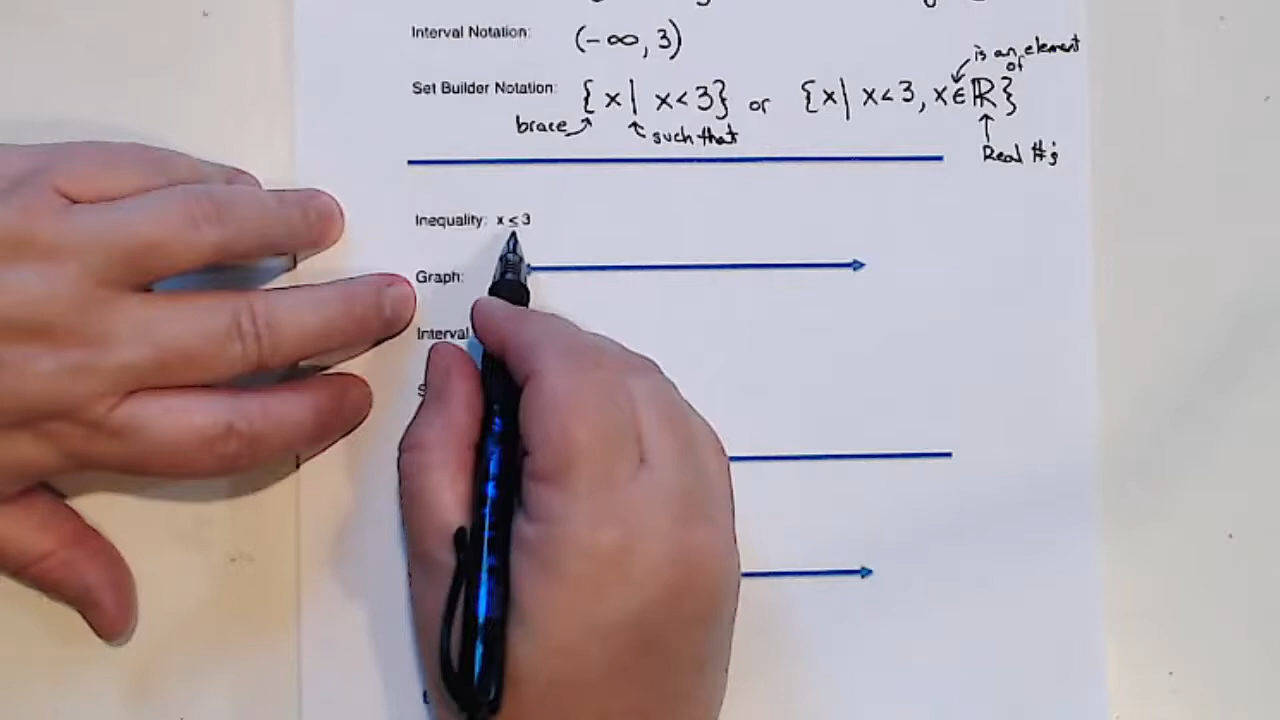 Interval Notation: (-∞, 3)
is an element of
Set Builder Notation: {x| x<3} or {x| x<3, x∈ℝ}
brace such that
Real #'s
Inequality: x ≤ 3
Graph:
Interval